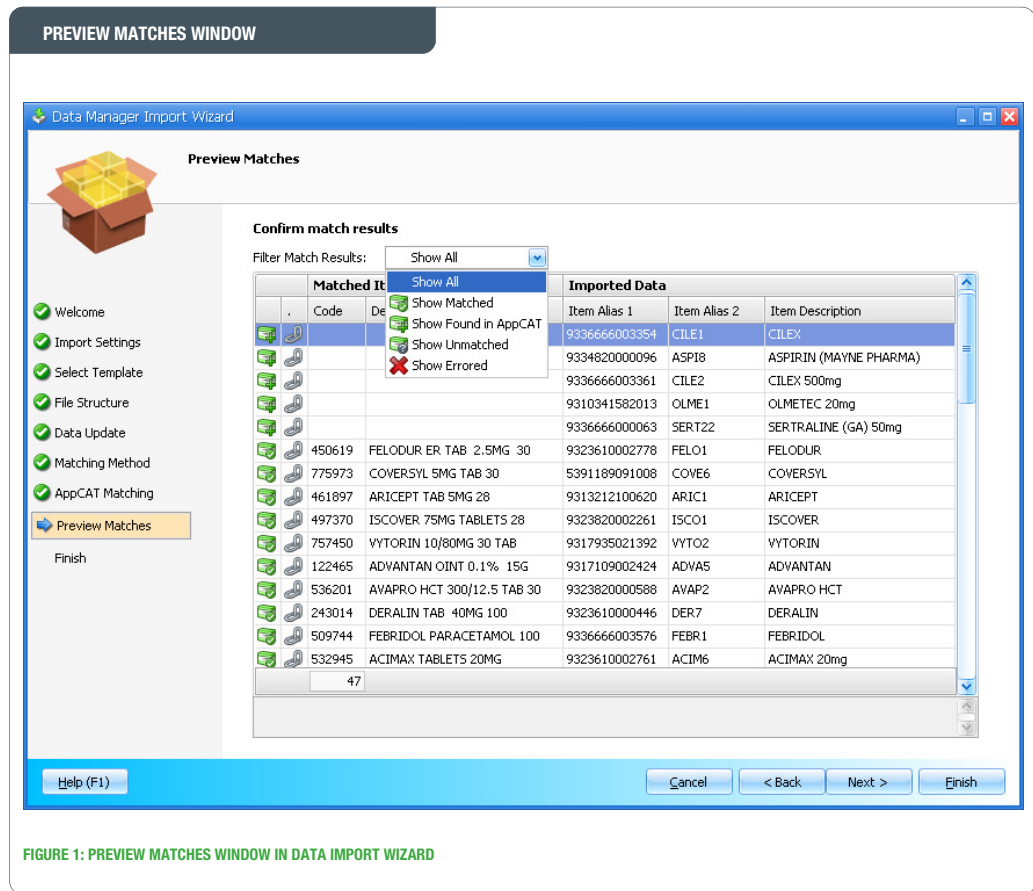 PREVIEW MATCHES WINDOW
Data Manager Import Wizard
Preview Matches
Confirm match results
Filter Match Results: Show All
Show All
Show Matched
Show Found in AppCAT
Show Unmatched
Show Errored
Welcome
Import Settings
Select Template
File Structure
Data Update
Matching Method
AppCAT Matching
Preview Matches
Finish
Matched It Imported Data
. Code De Item Alias 1 Item Alias 2 Item Description
9336666003354 CILE1 CILEX
9334820000096 ASPI8 ASPIRIN (MAYNE PHARMA)
9336666003361 CILE2 CILEX 500mg
9310341582013 OLME1 OLMETEC 20mg
9336666000063 SERT22 SERTRALINE (GA) 50mg
450619 FELODUR ER TAB 2.5MG 30 9323610002778 FELO1 FELODUR
775973 COVERSYL 5MG TAB 30 5391189091008 COVE6 COVERSYL
461897 ARICEPT TAB 5MG 28 9313212100620 ARIC1 ARICEPT
497370 ISCOVER 75MG TABLETS 28 9323820002261 ISCO1 ISCOVER
757450 VYTORIN 10/80MG 30 TAB 9317935021392 VYTO2 VYTORIN
122465 ADVANTAN OINT 0.1% 15G 9317109002424 ADVA5 ADVANTAN
536201 AVAPRO HCT 300/12.5 TAB 30 9323820000588 AVAP2 AVAPRO HCT
243014 DERALIN TAB 40MG 100 9323610000446 DER7 DERALIN
509744 FEBRIDOL PARACETAMOL 100 9336666003576 FEBR1 FEBRIDOL
532945 ACIMAX TABLETS 20MG 9323610002761 ACIM6 ACIMAX 20mg
47
Help (F1)
Cancel
< Back
Next >
Finish
FIGURE 1: PREVIEW MATCHES WINDOW IN DATA IMPORT WIZARD